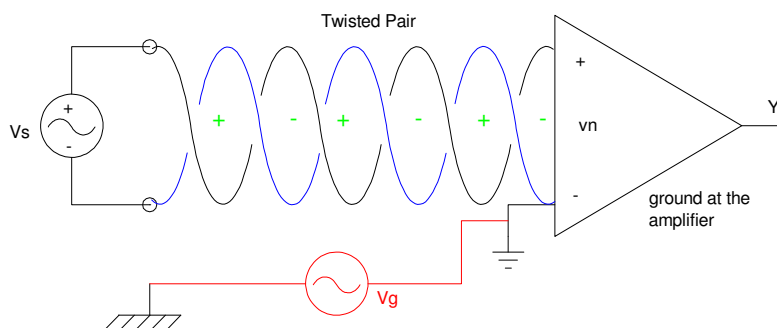 Twisted Pair
+
Vs
-
+ - + - + -
+
vn
-
Y
ground at the
amplifier
Vg